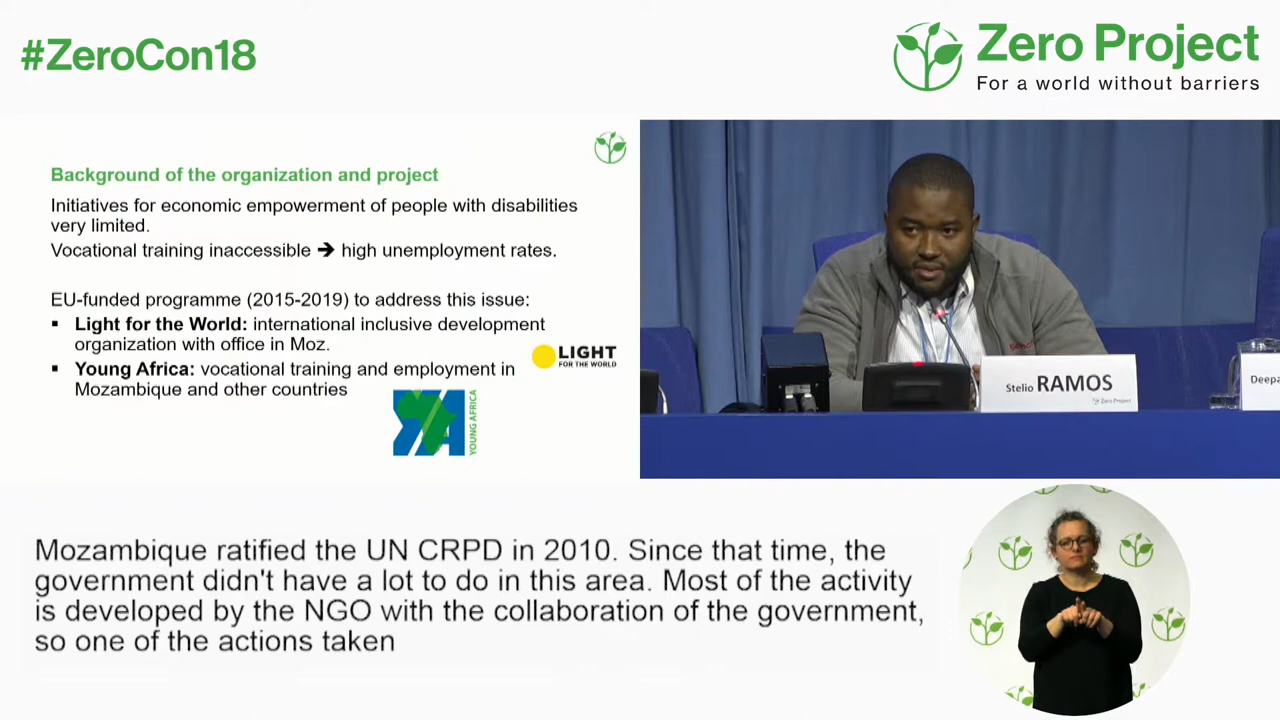 #ZeroCon18
Zero Project
For a world without barriers
Background of the organization and project
Initiatives for economic empowerment of people with disabilities
very limited.
Vocational training inaccessible ➔ high unemployment rates.
EU-funded programme (2015-2019) to address this issue:
▪ Light for the World: international inclusive development
organization with office in Moz.
▪ Young Africa: vocational training and employment in
Mozambique and other countries
LIGHT
FOR THE WORLD
YA
YOUNG AFRICA
Stelio RAMOS
Zero Project
Deepa
Mozambique ratified the UN CRPD in 2010. Since that time, the
government didn't have a lot to do in this area. Most of the activity
is developed by the NGO with the collaboration of the government,
so one of the actions taken